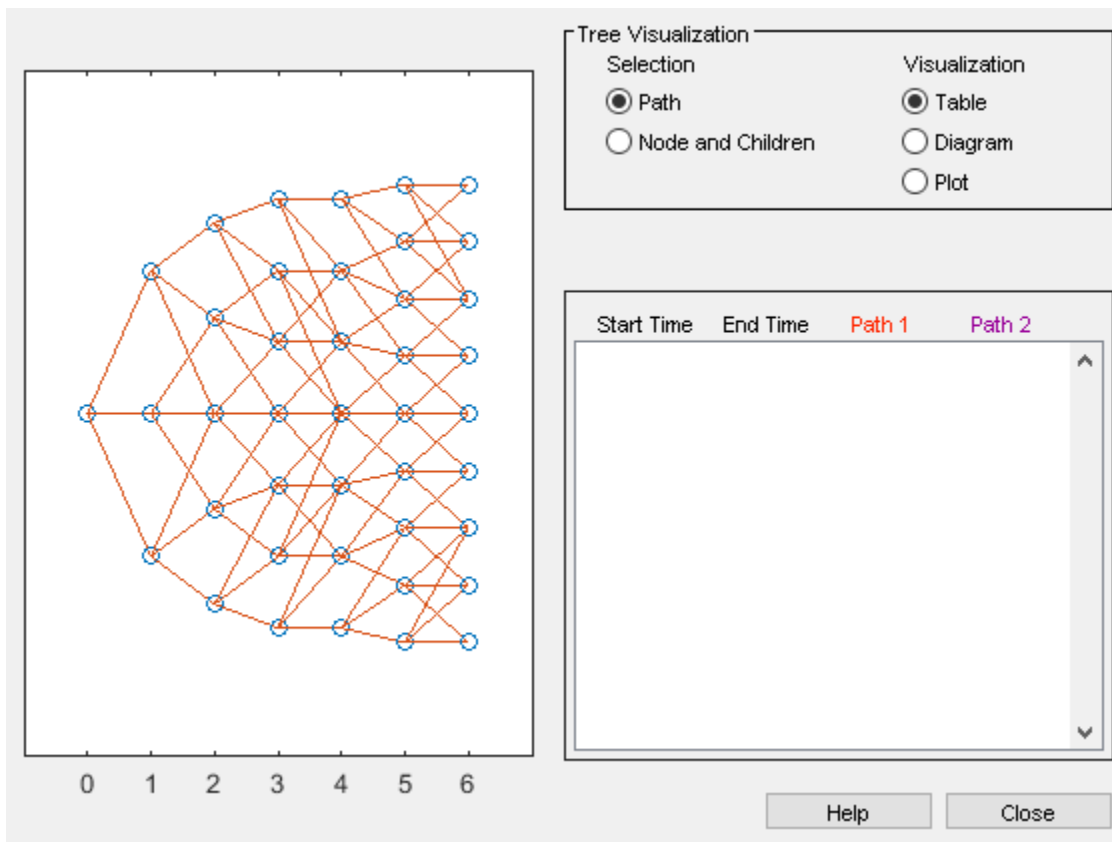 Tree Visualization
Selection
Visualization
Path
Table
Node and Children
Diagram
Plot
Start Time End Time Path 1 Path 2
0 1 2 3 4 5 6
Help
Close